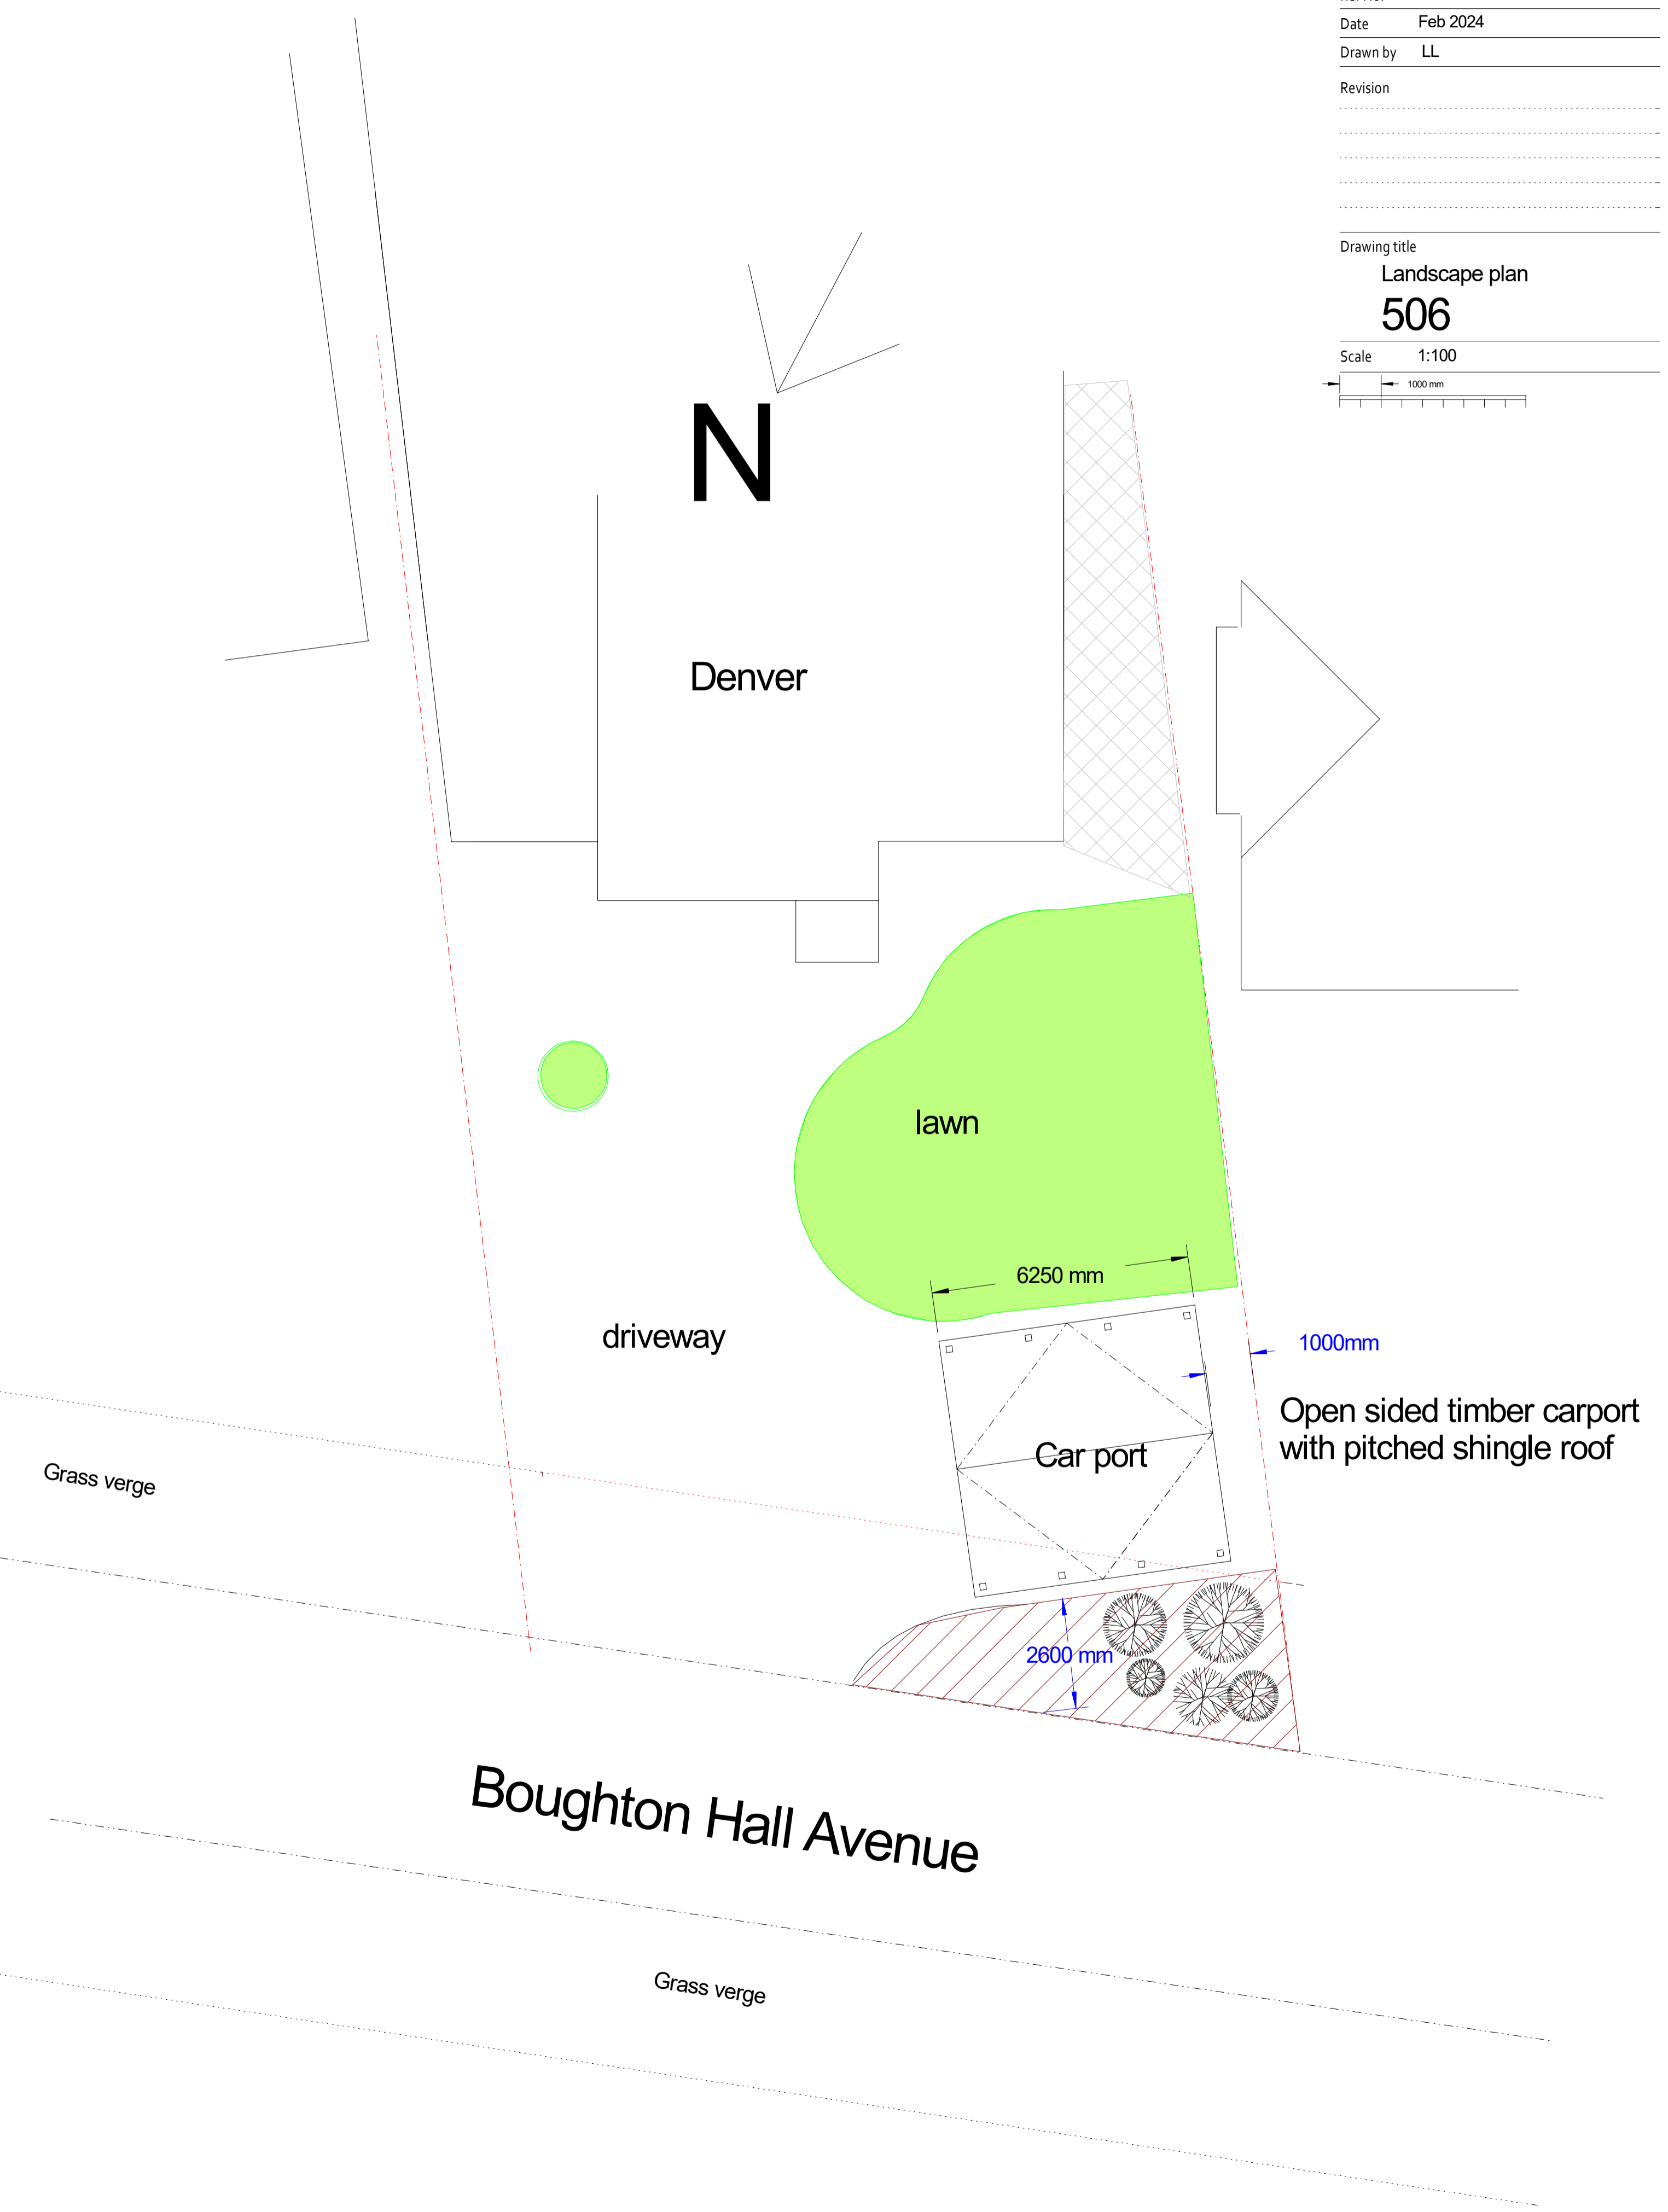 Date Feb 2024
Drawn by LL
Revision
Drawing title
Landscape plan
506
Scale 1:100
1000 mm
N
Denver
lawn
6250 mm
driveway
1000mm
Open sided timber carport
with pitched shingle roof
Car port
Grass verge
2600 mm
Boughton Hall Avenue
Grass verge